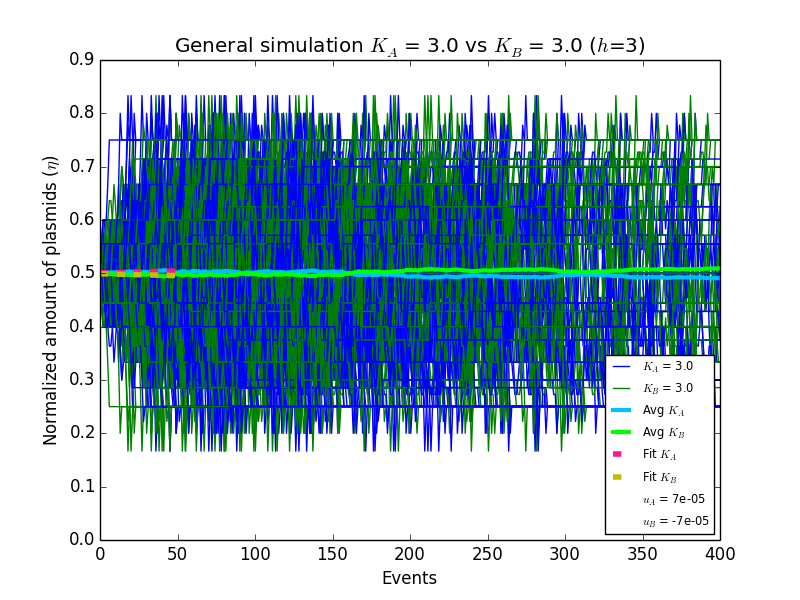 General simulation K_A = 3.0 vs K_B = 3.0 (h=3)
Normalized amount of plasmids (η)
0.9
0.8
0.7
0.6
0.5
0.4
0.3
0.2
0.1
0.0
K_A = 3.0
K_B = 3.0
Avg K_A
Avg K_B
Fit K_A
Fit K_B
u_A = 7e-05
u_B = -7e-05
0 50 100 150 200 250 300 350 400
Events